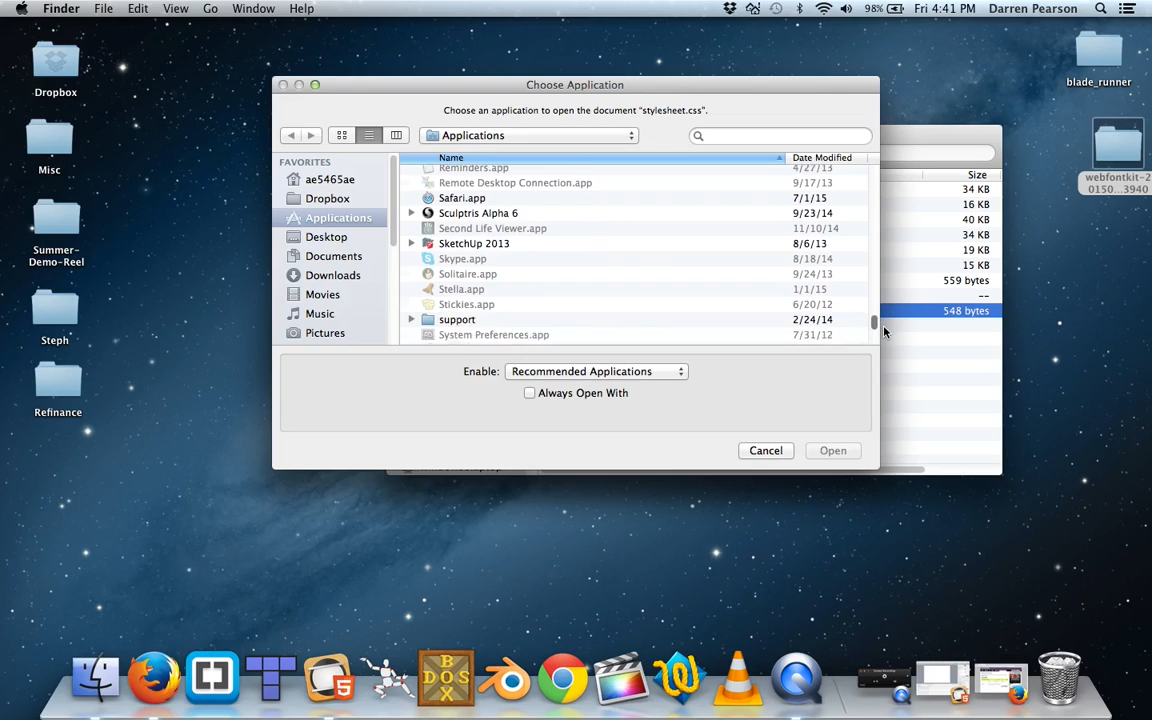 Finder File Edit View Go Window Help 98% Fri 4:41 PM Darren Pearson
Dropbox
Misc
Summer-
Demo-Reel
Steph
Refinance
blade_runner
webfontkit-2
0150...3940
Choose Application
Choose an application to open the document “stylesheet.css”.
Applications
FAVORITES
ae5465ae
Dropbox
Applications
Desktop
Documents
Downloads
Movies
Music
Pictures
Name Date Modified
Reminders.app 4/27/13
Remote Desktop Connection.app 9/17/13
Safari.app 7/1/15
Sculptris Alpha 6 9/23/14
Second Life Viewer.app 11/10/14
SketchUp 2013 8/6/13
Skype.app 8/18/14
Solitaire.app 9/24/13
Stella.app 1/1/15
Stickies.app 6/20/12
support 2/24/14
System Preferences.app 7/31/12
Enable: Recommended Applications
Always Open With
Cancel Open
Size
34 KB
16 KB
40 KB
34 KB
19 KB
15 KB
559 bytes
--
548 bytes
BOX
DOS
5